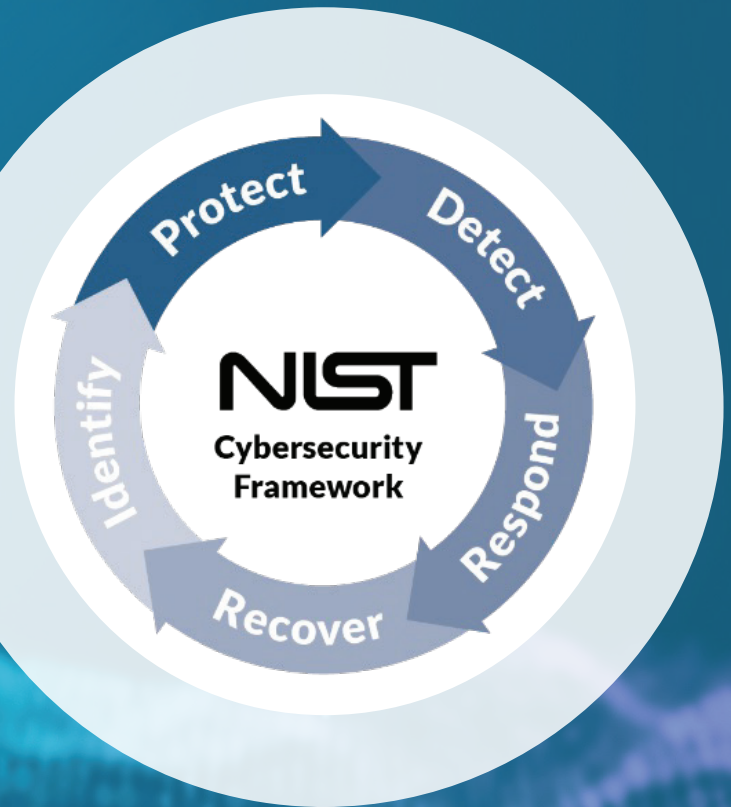 Protect
Detect
Respond
Recover
Identify
NIST
Cybersecurity
Framework